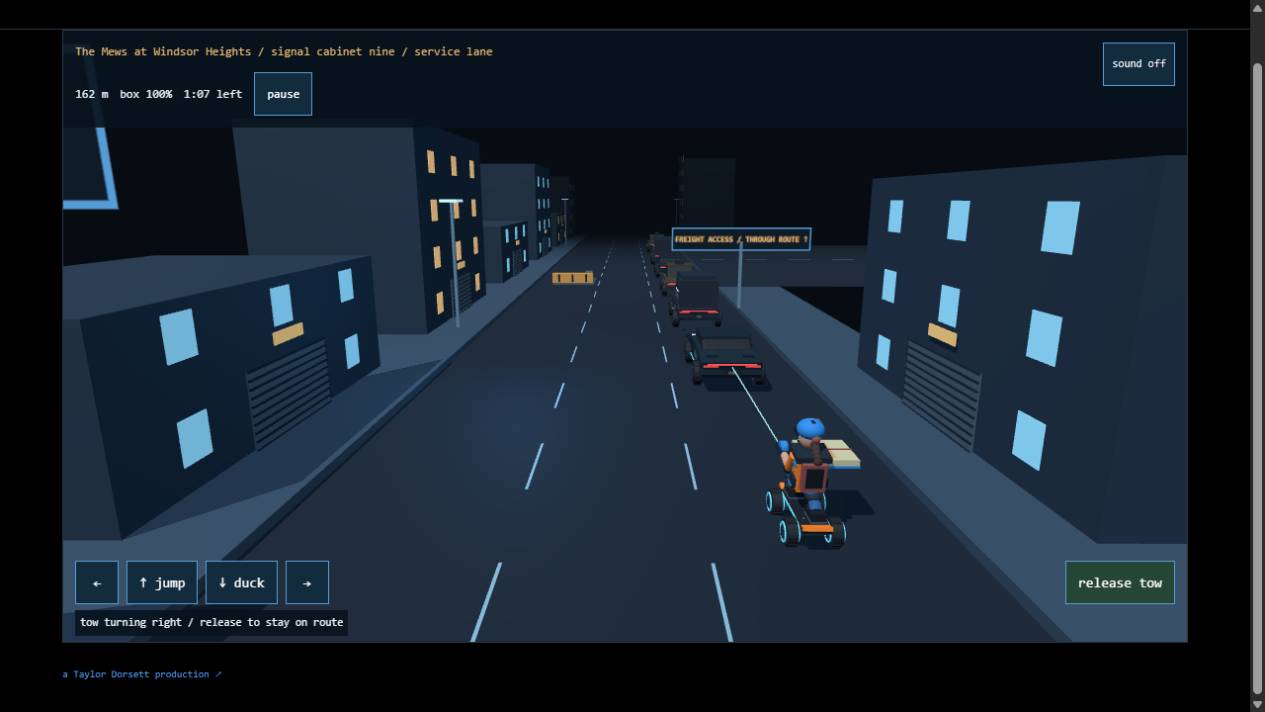 The Mews at Windsor Heights / signal cabinet nine / service lane
sound off
162 m box 100% 1:07 left
pause
FREIGHT ACCESS / THROUGH ROUTE ↑
←
↑ jump
↓ duck
→
release tow
tow turning right / release to stay on route
a Taylor Dorsett production ↗